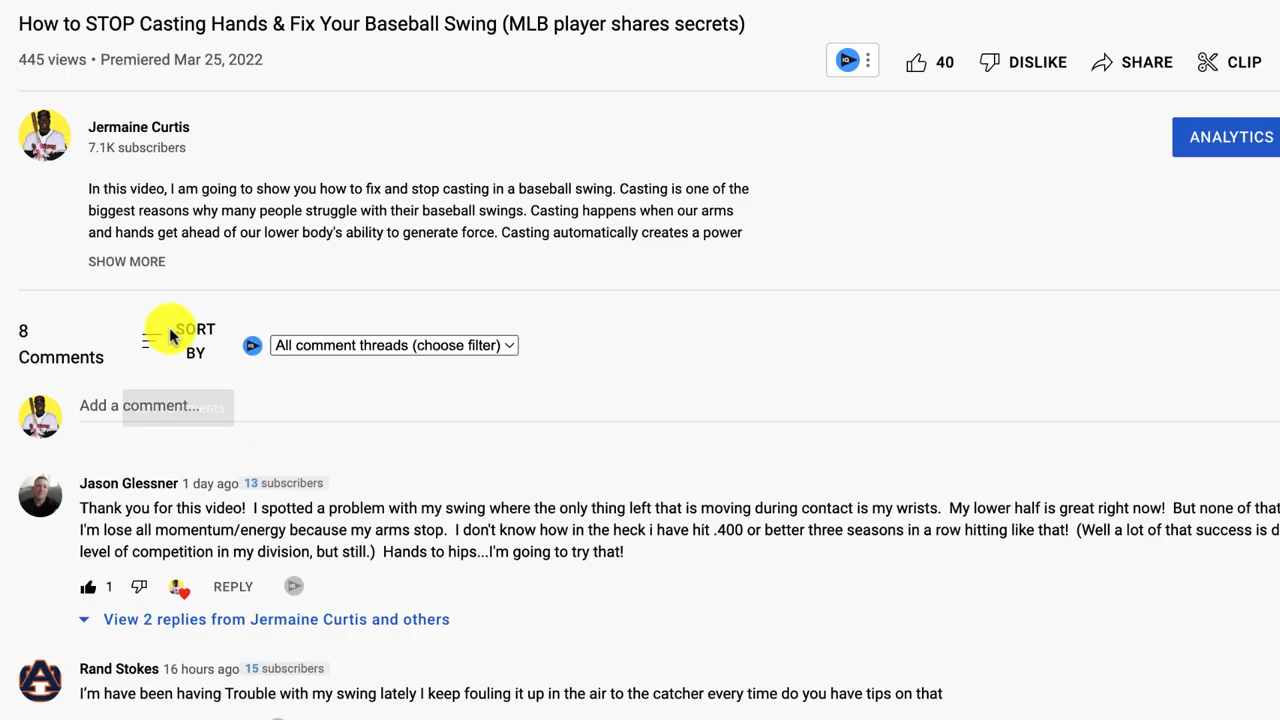 How to STOP Casting Hands & Fix Your Baseball Swing (MLB player shares secrets)
445 views • Premiered Mar 25, 2022
40 DISLIKE SHARE CLIP
Jermaine Curtis
7.1K subscribers
ANALYTICS
In this video, I am going to show you how to fix and stop casting in a baseball swing. Casting is one of the
biggest reasons why many people struggle with their baseball swings. Casting happens when our arms
and hands get ahead of our lower body's ability to generate force. Casting automatically creates a power
SHOW MORE
8
Comments
SORT
BY
All comment threads (choose filter)
Add a comment...
Jason Glessner 1 day ago 13 subscribers
Thank you for this video! I spotted a problem with my swing where the only thing left that is moving during contact is my wrists. My lower half is great right now! But none of that
I'm lose all momentum/energy because my arms stop. I don't know how in the heck i have hit .400 or better three seasons in a row hitting like that! (Well a lot of that success is d
level of competition in my division, but still.) Hands to hips...I'm going to try that!
1 REPLY
View 2 replies from Jermaine Curtis and others
Rand Stokes 16 hours ago 15 subscribers
I’m have been having Trouble with my swing lately I keep fouling it up in the air to the catcher every time do you have tips on that